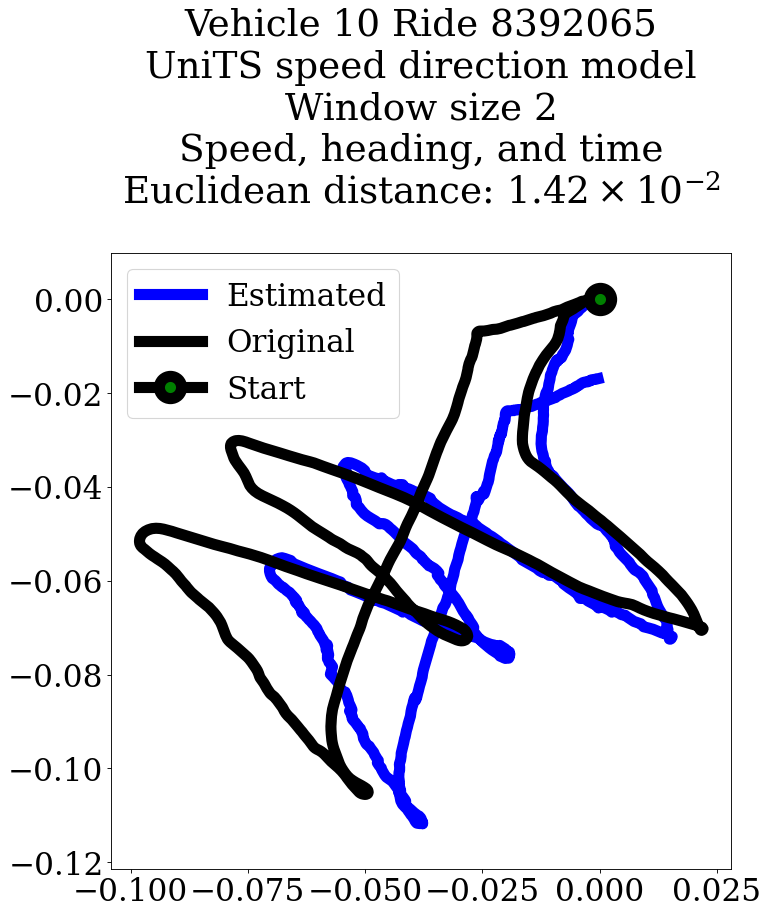 Vehicle 10 Ride 8392065
UniTS speed direction model
Window size 2
Speed, heading, and time
Euclidean distance: 1.42 × 10⁻²
Estimated
Original
Start
0.00
−0.02
−0.04
−0.06
−0.08
−0.10
−0.12
−0.100 −0.075 −0.050 −0.025 0.000 0.025